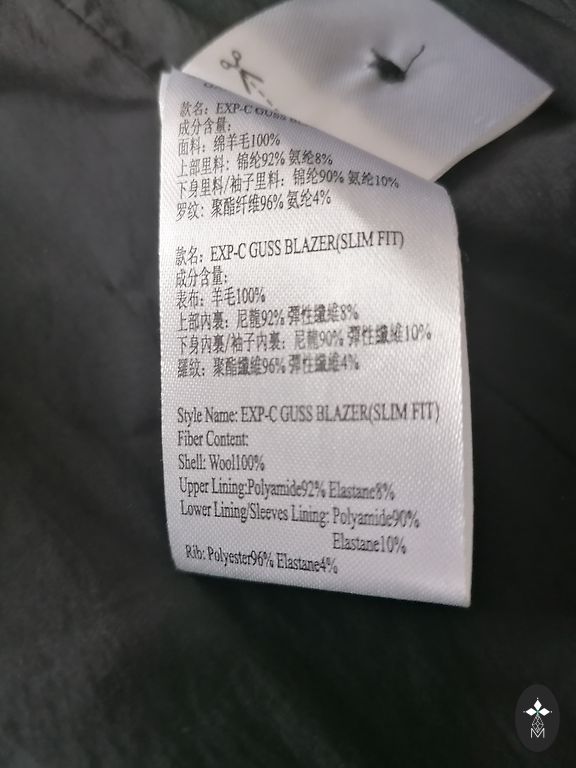 款名: EXP-C GUSS
成分含量:
面料: 绵羊毛100%
上部里料: 锦纶92% 氨纶8%
下身里料/袖子里料: 锦纶90% 氨纶10%
罗纹: 聚酯纤维96% 氨纶4%
款名: EXP-C GUSS BLAZER(SLIM FIT)
成分含量:
表布: 羊毛100%
上部內裏: 尼龍92% 彈性纖維8%
下身內裏/袖子內裏: 尼龍90% 彈性纖維10%
羅紋: 聚酯纖維96% 彈性纖維4%
Style Name: EXP-C GUSS BLAZER(SLIM FIT)
Fiber Content:
Shell: Wool100%
Upper Lining:Polyamide92% Elastane8%
Lower Lining/Sleeves Lining: Polyamide90%
Elastane10%
Rib: Polyester96% Elastane4%
M